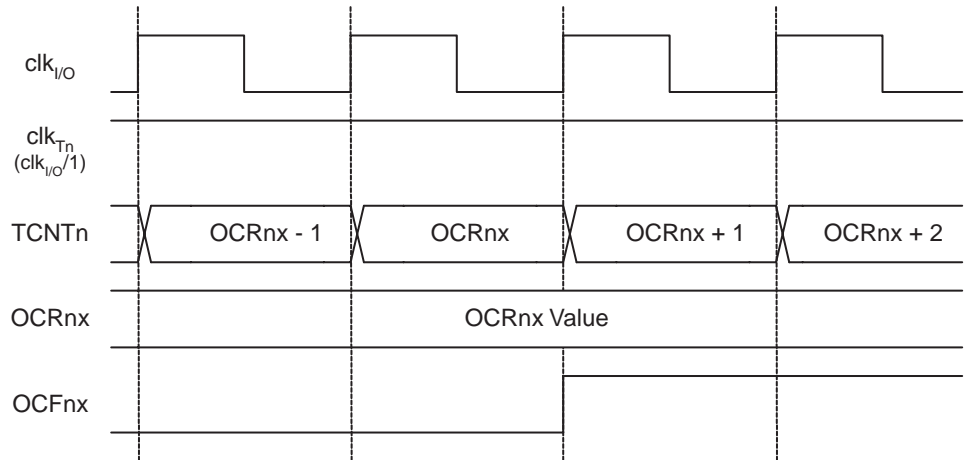 clkI/O
clkTn
(clkI/O/1)
TCNTn OCRnx - 1 OCRnx OCRnx + 1 OCRnx + 2
OCRnx OCRnx Value
OCFnx